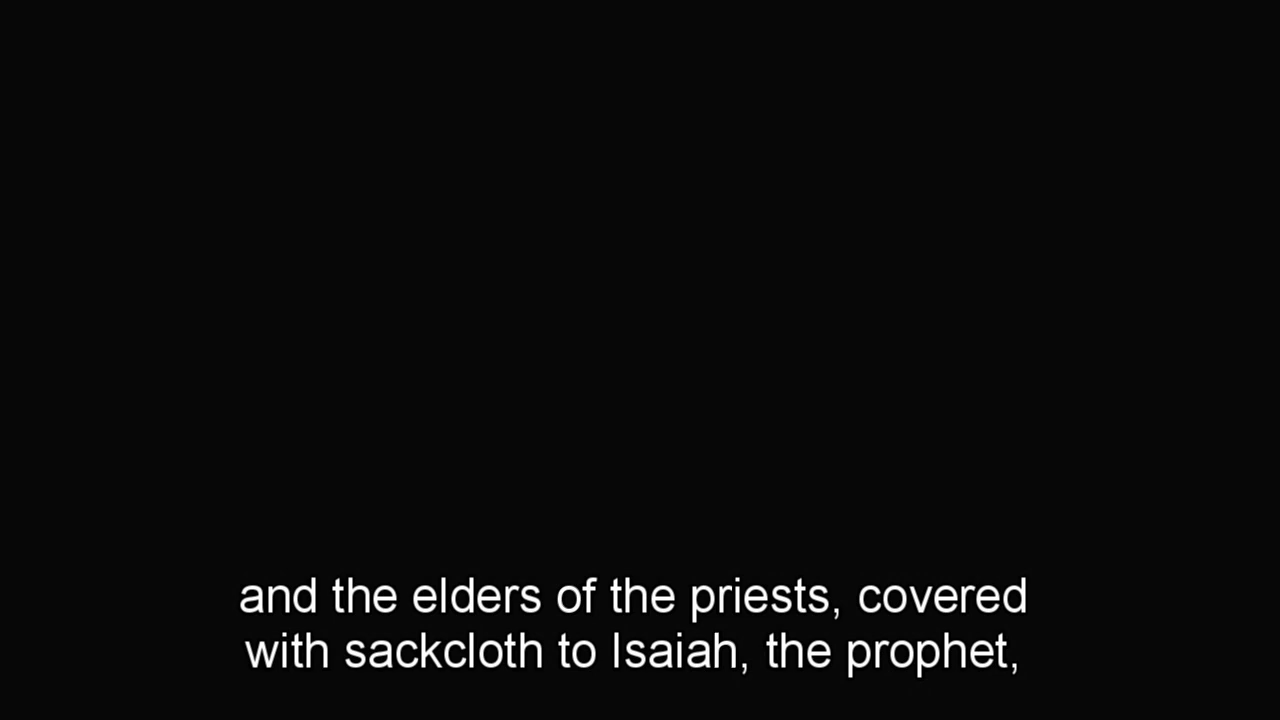 and the elders of the priests, covered
with sackcloth to Isaiah, the prophet,